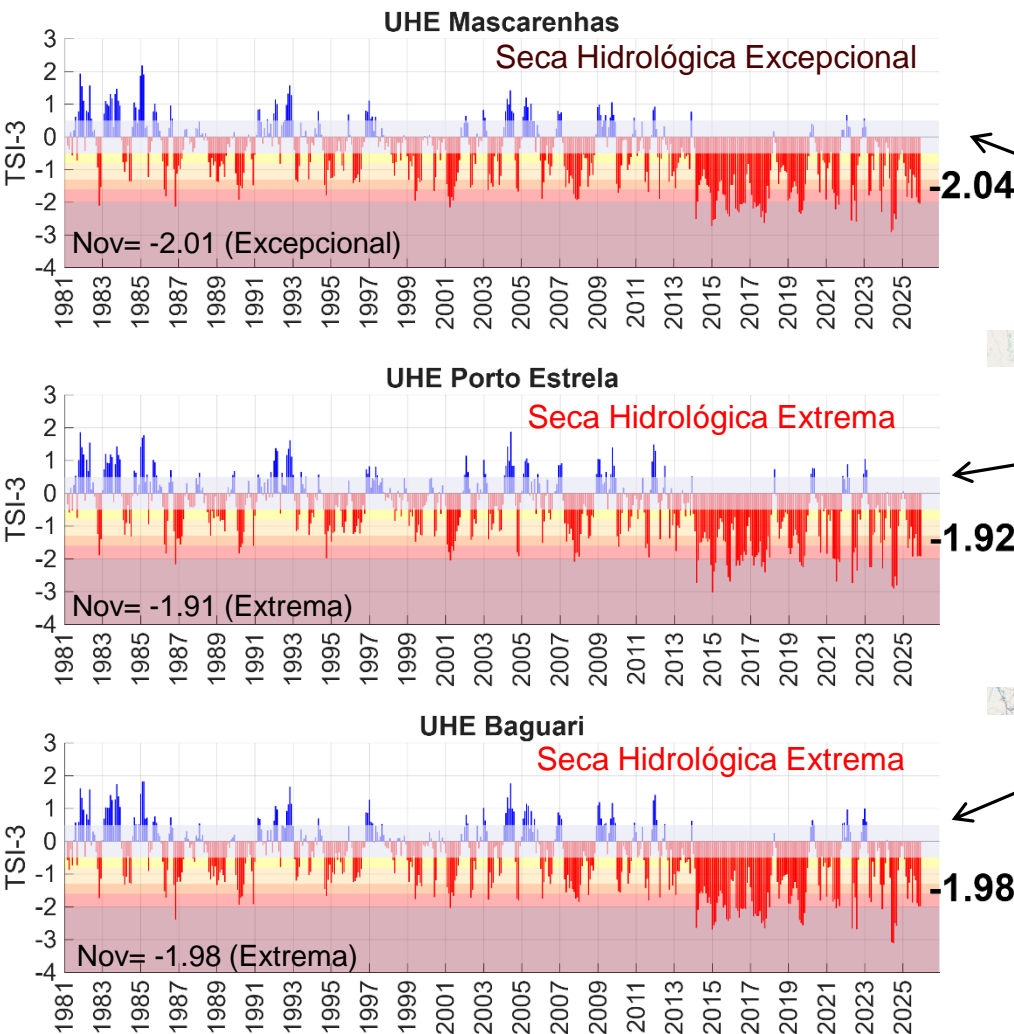 UHE Mascarenhas
Seca Hidrológica Excepcional
TSI-3
3
2
1
0
-1
-2
-3
-4
-2.04
Nov= -2.01 (Excepcional)
1981 1983 1985 1987 1989 1991 1993 1995 1997 1999 2001 2003 2005 2007 2009 2011 2013 2015 2017 2019 2021 2023 2025
UHE Porto Estrela
Seca Hidrológica Extrema
TSI-3
3
2
1
0
-1
-2
-3
-4
-1.92
Nov= -1.91 (Extrema)
1981 1983 1985 1987 1989 1991 1993 1995 1997 1999 2001 2003 2005 2007 2009 2011 2013 2015 2017 2019 2021 2023 2025
UHE Baguari
Seca Hidrológica Extrema
TSI-3
3
2
1
0
-1
-2
-3
-4
-1.98
Nov= -1.98 (Extrema)
1981 1983 1985 1987 1989 1991 1993 1995 1997 1999 2001 2003 2005 2007 2009 2011 2013 2015 2017 2019 2021 2023 2025